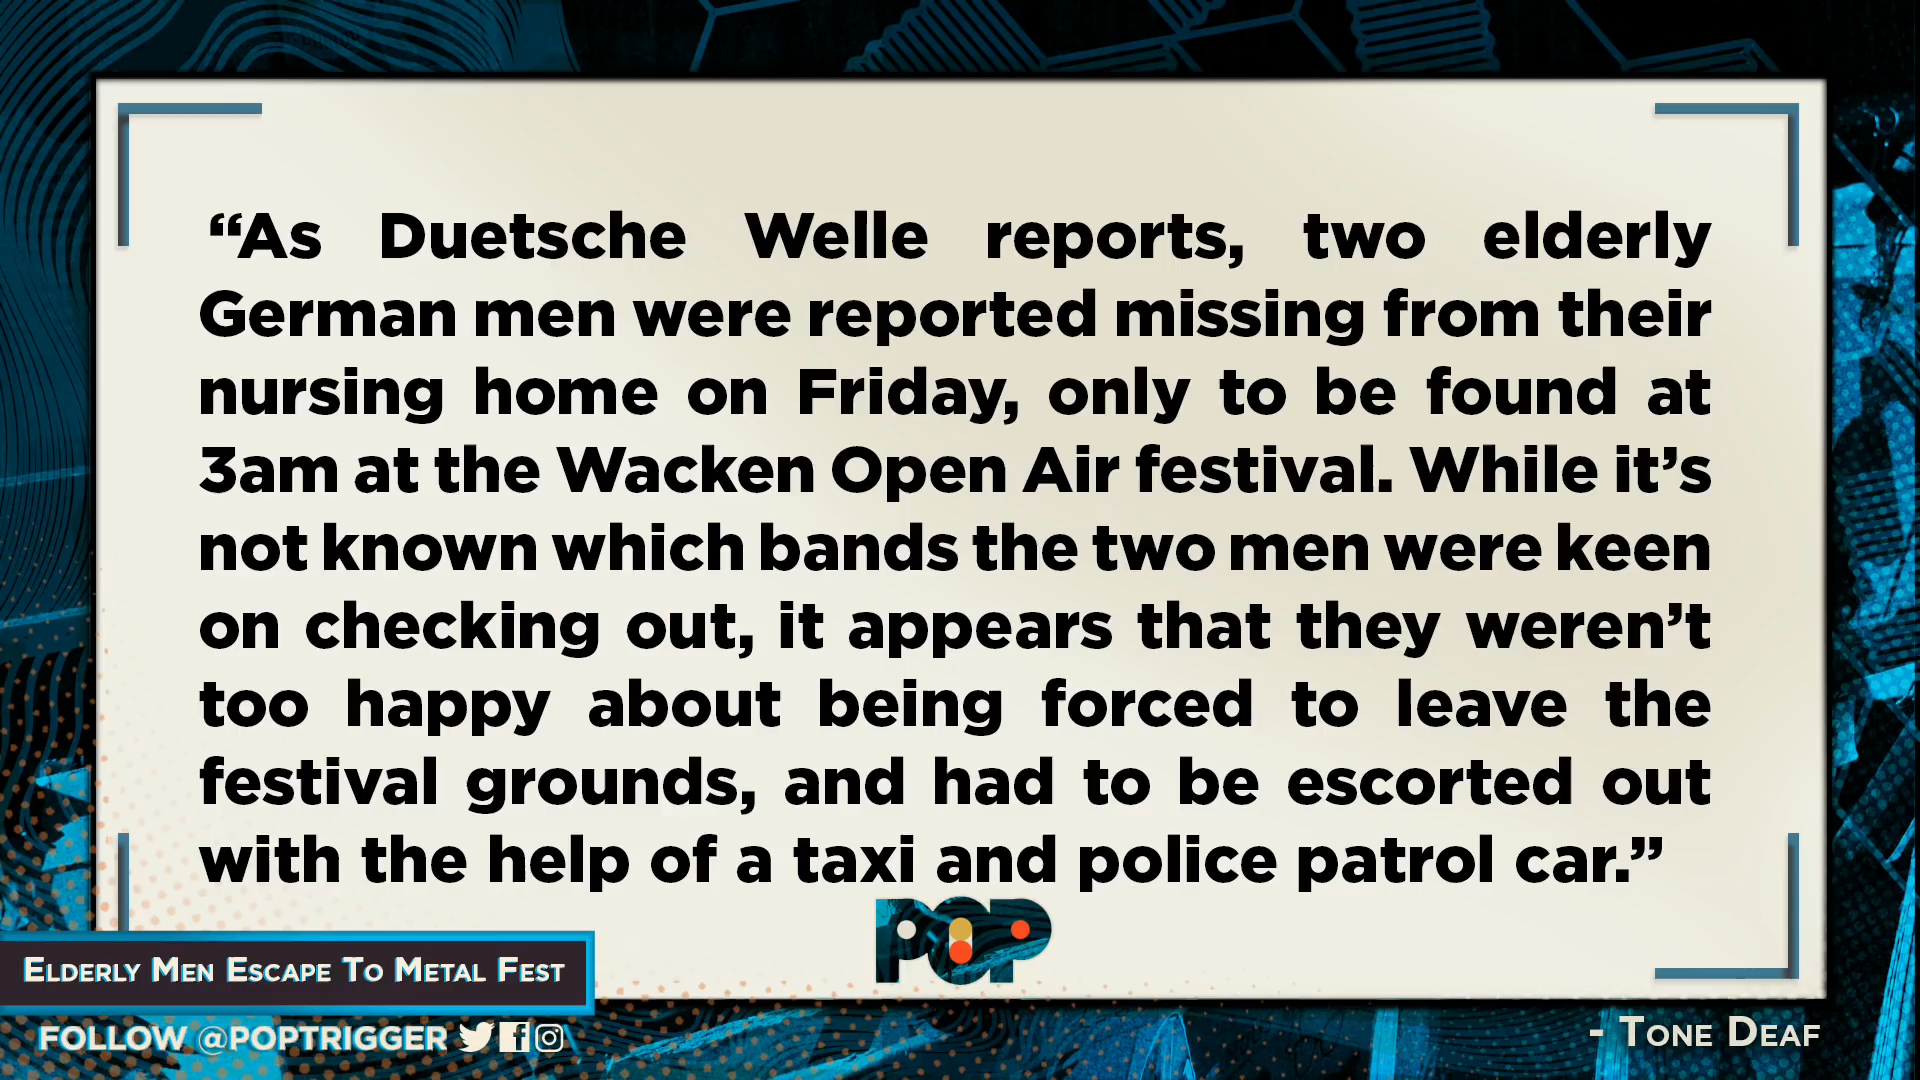 “As Duetsche Welle reports, two elderly
German men were reported missing from their
nursing home on Friday, only to be found at
3am at the Wacken Open Air festival. While it’s
not known which bands the two men were keen
on checking out, it appears that they weren’t
too happy about being forced to leave the
festival grounds, and had to be escorted out
with the help of a taxi and police patrol car.”
POP
Elderly Men Escape To Metal Fest
FOLLOW @POPTRIGGER
- Tone Deaf